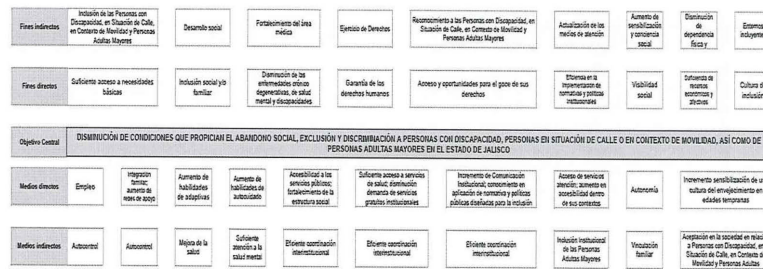 Fines indirectos
Inclusión de las Personas con
Discapacidad, en Situación de Calle,
en Contexto de Movilidad y Personas
Adultas Mayores
Desarrollo social
Fortalecimiento del área
médica
Ejercicio de Derechos
Reconocimiento a las Personas con Discapacidad, en
Situación de Calle, en Contexto de Movilidad y
Personas Adultas Mayores
Actualización de los
medios de atención
Aumento de
sensibilización
y conciencia
social
Disminución
de
dependencia
física y
Entornos
incluyente
Fines directos
Suficiente acceso a necesidades
básicas
Inclusión social y/o
familiar
Disminución de las
enfermedades crónico
degenerativas, de salud
mental y discapacidades
Garantía de los
derechos humanos
Acceso y oportunidades para el goce de sus
derechos
Eficiencia en la
implementación de
normativas y políticas
institucionales
Visibilidad
social
Suficiencia de
recursos
económicos y
afectivos
Cultura d
inclusión
Objetivo Central
DISMINUCIÓN DE CONDICIONES QUE PROPICIAN EL ABANDONO SOCIAL, EXCLUSIÓN Y DISCRIMINACIÓN A PERSONAS CON DISCAPACIDAD, PERSONAS EN SITUACIÓN DE CALLE O EN CONTEXTO DE MOVILIDAD, ASÍ COMO DE
PERSONAS ADULTAS MAYORES EN EL ESTADO DE JALISCO
Medios directos
Empleo
Integración
familiar;
aumento de
redes de apoyo
Aumento de
habilidades
de adaptivas
Aumento de
habilidades de
autocuidado
Accesibilidad a los
servicios públicos;
fortalecimiento de la
estructura social
Suficiente acceso a servicios
de salud; disminución
demanda de servicios
gratuitos institucionales
Incremento de Comunicación
Institucional; conocimiento en
aplicación de normativa y políticas
públicas diseñadas para la inclusión
Acceso de servicios
atención; aumento en
accesibilidad dentro
de sus contextos
Autonomía
Incremento sensibilización de u
cultura del envejecimiento en
edades tempranas
Medios indirectos
Autocontrol
Autocontrol
Mejora de la
salud
Suficiente
atención a la
salud mental
Eficiente coordinación
interinstitucional
Eficiente coordinación
interinstitucional
Eficiente coordinación
interinstitucional
Inclusión Institucional
de las Personas
Adultas Mayores
Vinculación
familiar
Aceptación en la sociedad en relació
a Personas con Discapacidad, en
Situación de Calle, en Contexto de
Movilidad y Personas Adultas